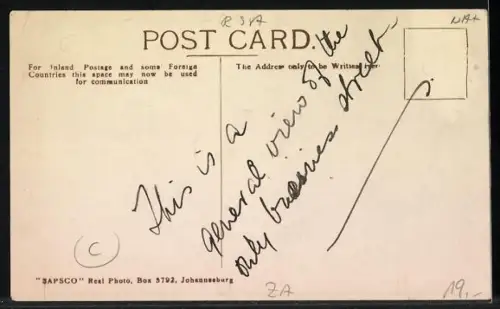 RSA
NAT
POST CARD.
For Inland Postage and some Foreign
Countries this space may now be used
for communication
The Address only to be Written Here
This is a
general view of the
only business street.
C
"SAPSCO" Real Photo, Box 5792, Johannesburg
ZA
19,-